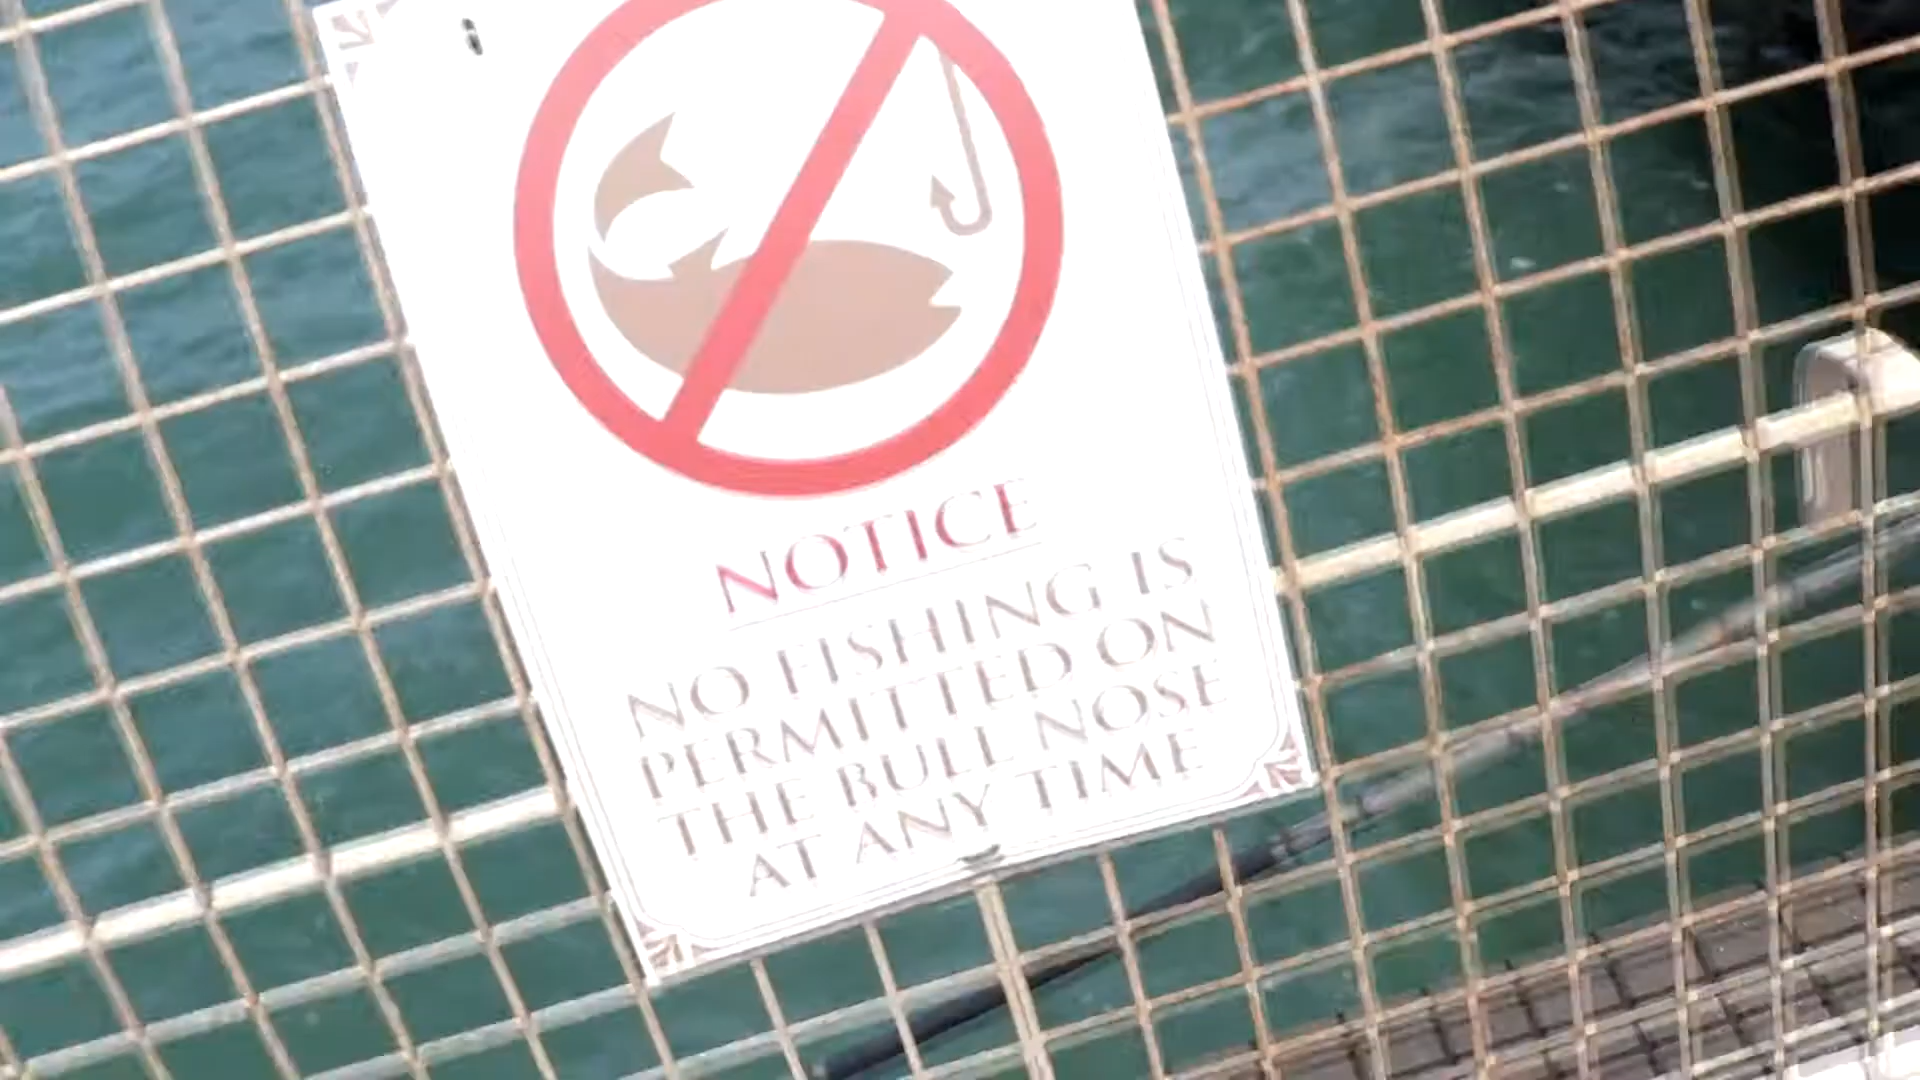 NOTICE
NO FISHING IS
PERMITTED ON
THE BULL NOSE
AT ANY TIME